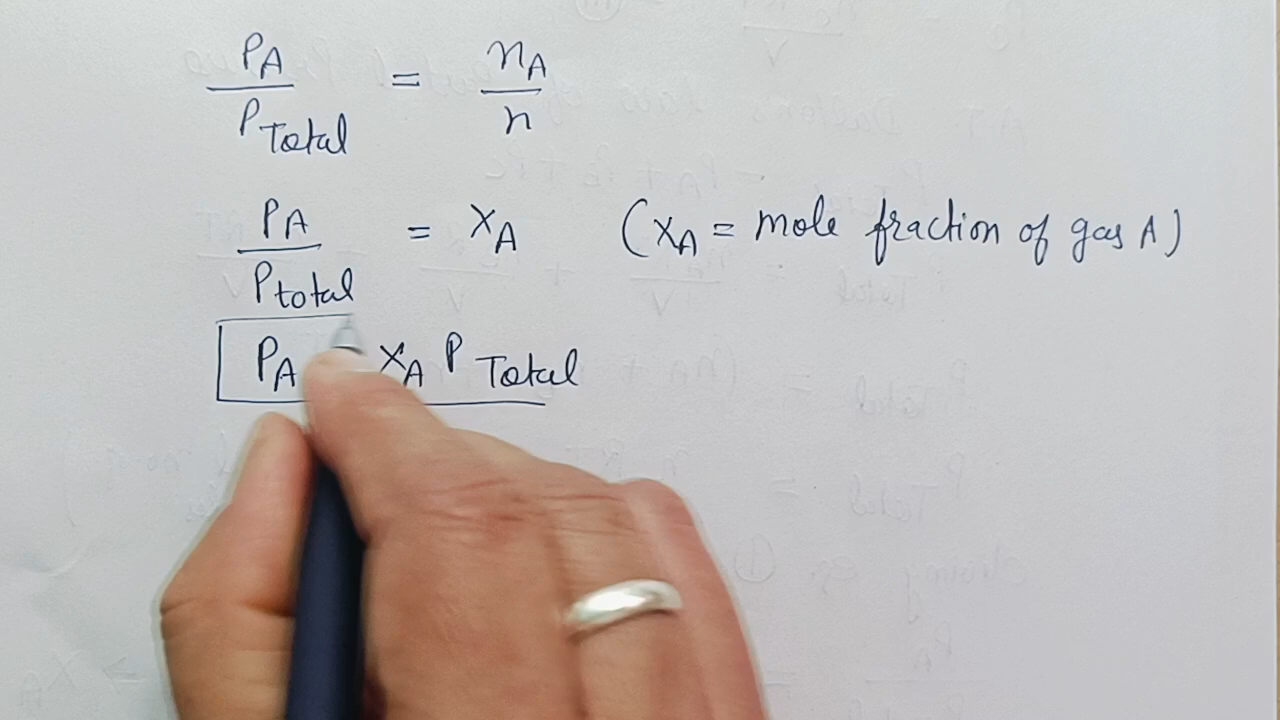 PA / PTotal = nA / n
PA / Ptotal = XA (XA = mole fraction of gas A)
PA XA P Total